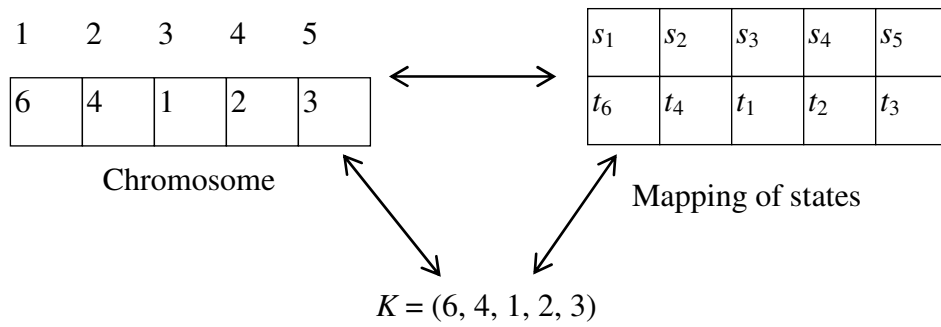 1 2 3 4 5
6 4 1 2 3
Chromosome
s₁ s₂ s₃ s₄ s₅
t₆ t₄ t₁ t₂ t₃
Mapping of states
K = (6, 4, 1, 2, 3)